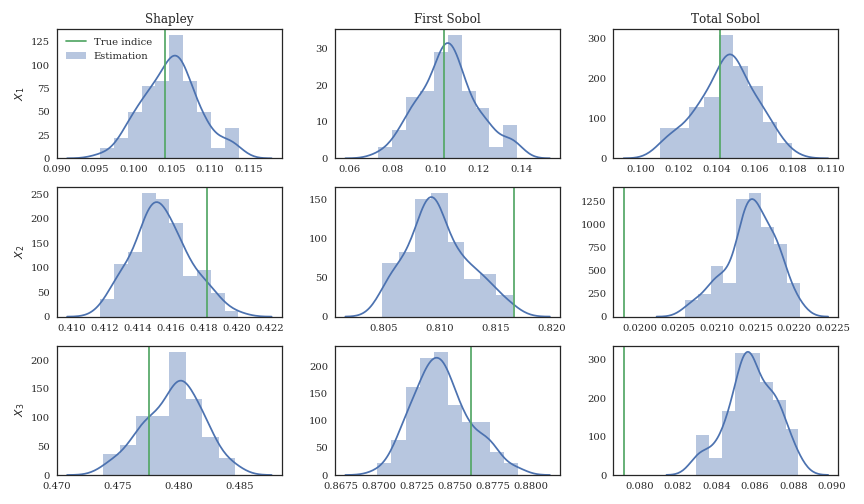 Shapley First Sobol Total Sobol
True indice
Estimation
125
100
75
50
25
0
X1
0.090 0.095 0.100 0.105 0.110 0.115
30
20
10
0
0.06 0.08 0.10 0.12 0.14
300
200
100
0
0.100 0.102 0.104 0.106 0.108 0.110
250
200
150
100
50
0
X2
0.410 0.412 0.414 0.416 0.418 0.420 0.422
150
100
50
0
0.805 0.810 0.815 0.820
1250
1000
750
500
250
0
0.0200 0.0205 0.0210 0.0215 0.0220 0.0225
200
150
100
50
0
X3
0.470 0.475 0.480 0.485
200
150
100
50
0
0.8675 0.8700 0.8725 0.8750 0.8775 0.8800
300
200
100
0
0.080 0.082 0.084 0.086 0.088 0.090